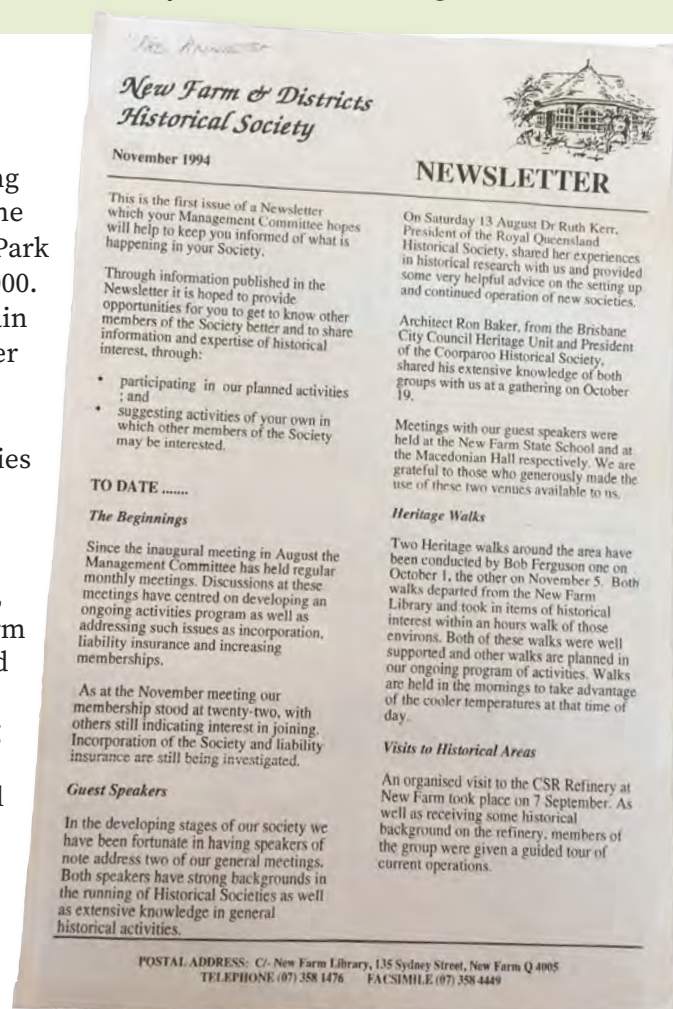 ng
ne
Park
000.
in
er
ies
rm
d
New Farm & Districts
Historical Society
November 1994
NEWSLETTER
This is the first issue of a Newsletter
which your Management Committee hopes
will help to keep you informed of what is
happening in your Society.
Through information published in the
Newsletter it is hoped to provide
opportunities for you to get to know other
members of the Society better and to share
information and expertise of historical
interest, through:
• participating in our planned activities
; and
• suggesting activities of your own in
which other members of the Society
may be interested.
TO DATE .......
The Beginnings
Since the inaugural meeting in August the
Management Committee has held regular
monthly meetings. Discussions at these
meetings have centred on developing an
ongoing activities program as well as
addressing such issues as incorporation,
liability insurance and increasing
memberships.
As at the November meeting our
membership stood at twenty-two, with
others still indicating interest in joining.
Incorporation of the Society and liability
insurance are still being investigated.
Guest Speakers
In the developing stages of our society we
have been fortunate in having speakers of
note address two of our general meetings.
Both speakers have strong backgrounds in
the running of Historical Societies as well
as extensive knowledge in general
historical activities.
On Saturday 13 August Dr Ruth Kerr,
President of the Royal Queensland
Historical Society, shared her experiences
in historical research with us and provided
some very helpful advice on the setting up
and continued operation of new societies.
Architect Ron Baker, from the Brisbane
City Council Heritage Unit and President
of the Coorparoo Historical Society,
shared his extensive knowledge of both
groups with us at a gathering on October
19.
Meetings with our guest speakers were
held at the New Farm State School and at
the Macedonian Hall respectively. We are
grateful to those who generously made the
use of these two venues available to us.
Heritage Walks
Two Heritage walks around the area have
been conducted by Bob Ferguson one on
October 1, the other on November 5. Both
walks departed from the New Farm
Library and took in items of historical
interest within an hours walk of those
environs. Both of these walks were well
supported and other walks are planned in
our ongoing program of activities. Walks
are held in the mornings to take advantage
of the cooler temperatures at that time of
day.
Visits to Historical Areas
An organised visit to the CSR Refinery at
New Farm took place on 7 September. As
well as receiving some historical
background on the refinery, members of
the group were given a guided tour of
current operations.
POSTAL ADDRESS: C/- New Farm Library, 135 Sydney Street, New Farm Q 4005
TELEPHONE (07) 358 1476 FACSIMILE (07) 358 4449